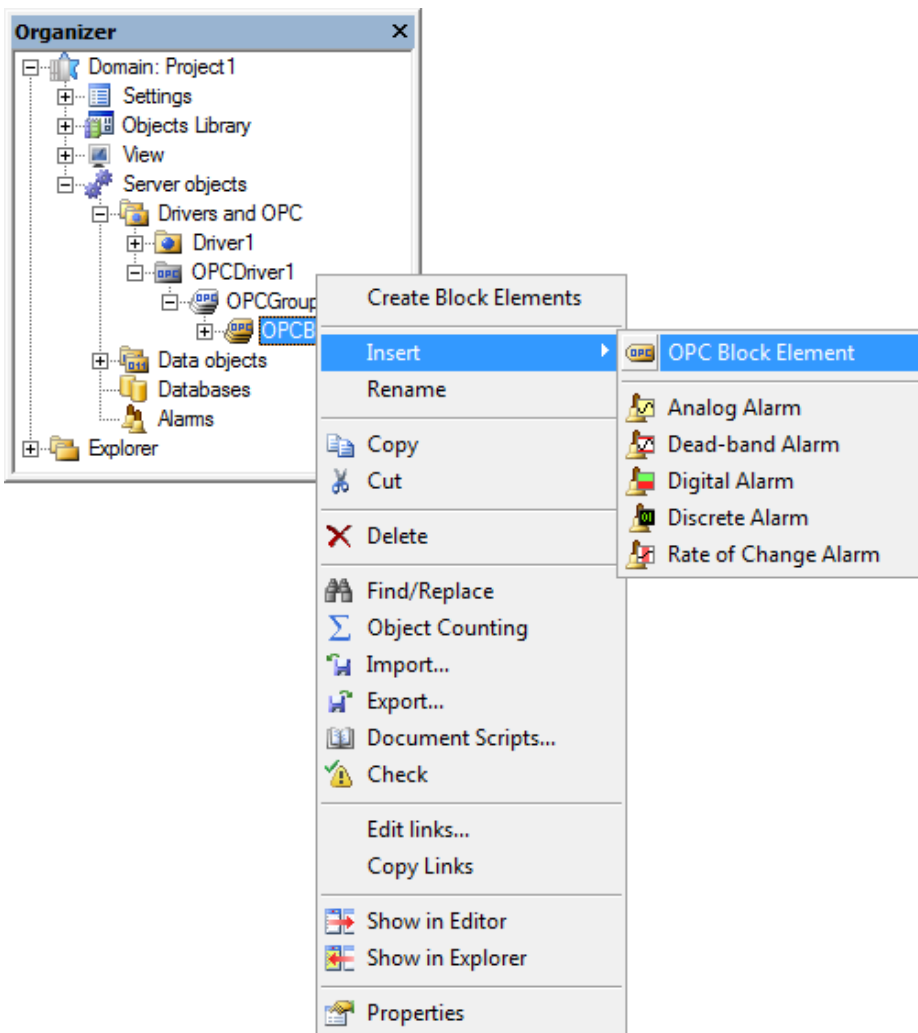 Organizer
Domain: Project1
Settings
Objects Library
View
Server objects
Drivers and OPC
Driver1
OPCDriver1
OPCGroup
OPCB
Data objects
Databases
Alarms
Explorer
Create Block Elements
Insert
Rename
Copy
Cut
Delete
Find/Replace
Object Counting
Import...
Export...
Document Scripts...
Check
Edit links...
Copy Links
Show in Editor
Show in Explorer
Properties
OPC Block Element
Analog Alarm
Dead-band Alarm
Digital Alarm
Discrete Alarm
Rate of Change Alarm